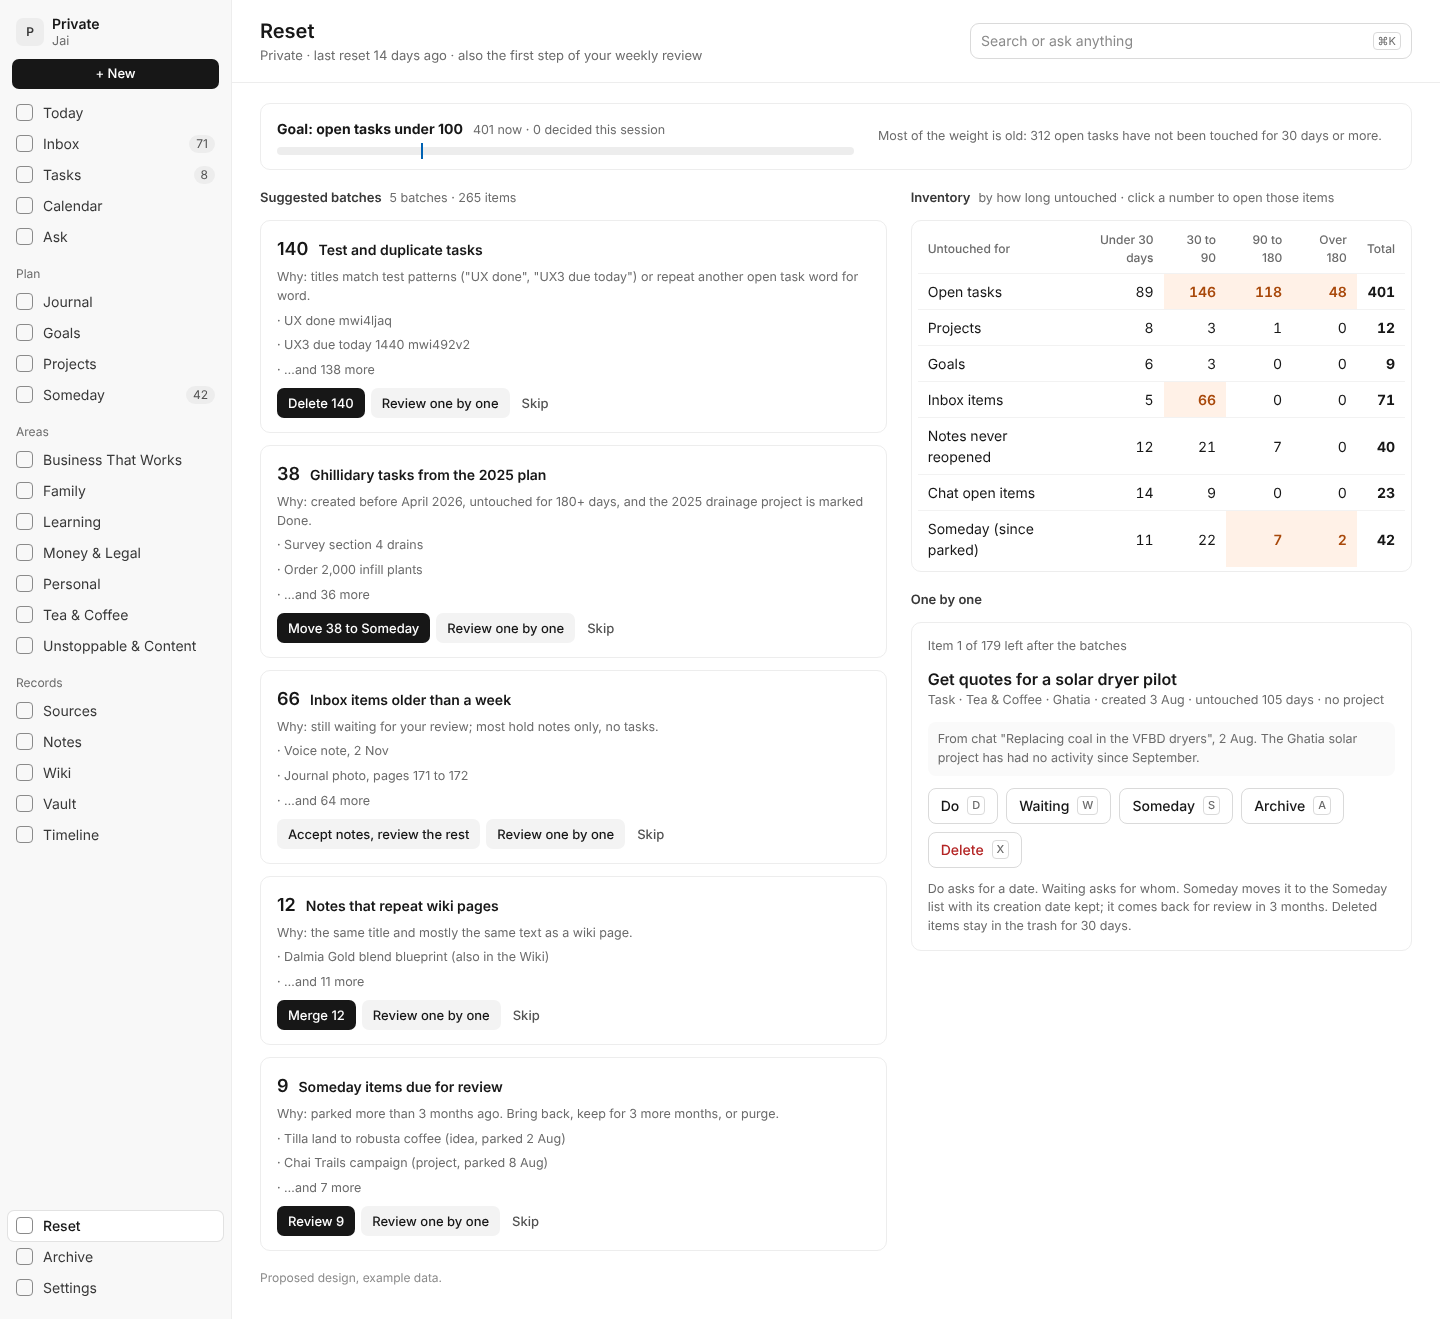 P
Private
Jai
+ New
Today
Inbox 71
Tasks 8
Calendar
Ask
Plan
Journal
Goals
Projects
Someday 42
Areas
Business That Works
Family
Learning
Money & Legal
Personal
Tea & Coffee
Unstoppable & Content
Records
Sources
Notes
Wiki
Vault
Timeline
Reset
Archive
Settings
Reset
Private · last reset 14 days ago · also the first step of your weekly review
Search or ask anything ⌘K
Goal: open tasks under 100 401 now · 0 decided this session
Most of the weight is old: 312 open tasks have not been touched for 30 days or more.
Suggested batches 5 batches · 265 items
140 Test and duplicate tasks
Why: titles match test patterns ("UX done", "UX3 due today") or repeat another open task word for
word.
· UX done mwi4ljaq
· UX3 due today 1440 mwi492v2
· …and 138 more
Delete 140 Review one by one Skip
38 Ghillidary tasks from the 2025 plan
Why: created before April 2026, untouched for 180+ days, and the 2025 drainage project is marked
Done.
· Survey section 4 drains
· Order 2,000 infill plants
· …and 36 more
Move 38 to Someday Review one by one Skip
66 Inbox items older than a week
Why: still waiting for your review; most hold notes only, no tasks.
· Voice note, 2 Nov
· Journal photo, pages 171 to 172
· …and 64 more
Accept notes, review the rest Review one by one Skip
12 Notes that repeat wiki pages
Why: the same title and mostly the same text as a wiki page.
· Dalmia Gold blend blueprint (also in the Wiki)
· …and 11 more
Merge 12 Review one by one Skip
9 Someday items due for review
Why: parked more than 3 months ago. Bring back, keep for 3 more months, or purge.
· Tilla land to robusta coffee (idea, parked 2 Aug)
· Chai Trails campaign (project, parked 8 Aug)
· …and 7 more
Review 9 Review one by one Skip
Proposed design, example data.
Inventory by how long untouched · click a number to open those items
Untouched for Under 30 days 30 to 90 90 to 180 Over 180 Total
Open tasks 89 146 118 48 401
Projects 8 3 1 0 12
Goals 6 3 0 0 9
Inbox items 5 66 0 0 71
Notes never reopened 12 21 7 0 40
Chat open items 14 9 0 0 23
Someday (since parked) 11 22 7 2 42
One by one
Item 1 of 179 left after the batches
Get quotes for a solar dryer pilot
Task · Tea & Coffee · Ghatia · created 3 Aug · untouched 105 days · no project
From chat "Replacing coal in the VFBD dryers", 2 Aug. The Ghatia solar
project has had no activity since September.
Do D Waiting W Someday S Archive A
Delete X
Do asks for a date. Waiting asks for whom. Someday moves it to the Someday
list with its creation date kept; it comes back for review in 3 months. Deleted
items stay in the trash for 30 days.